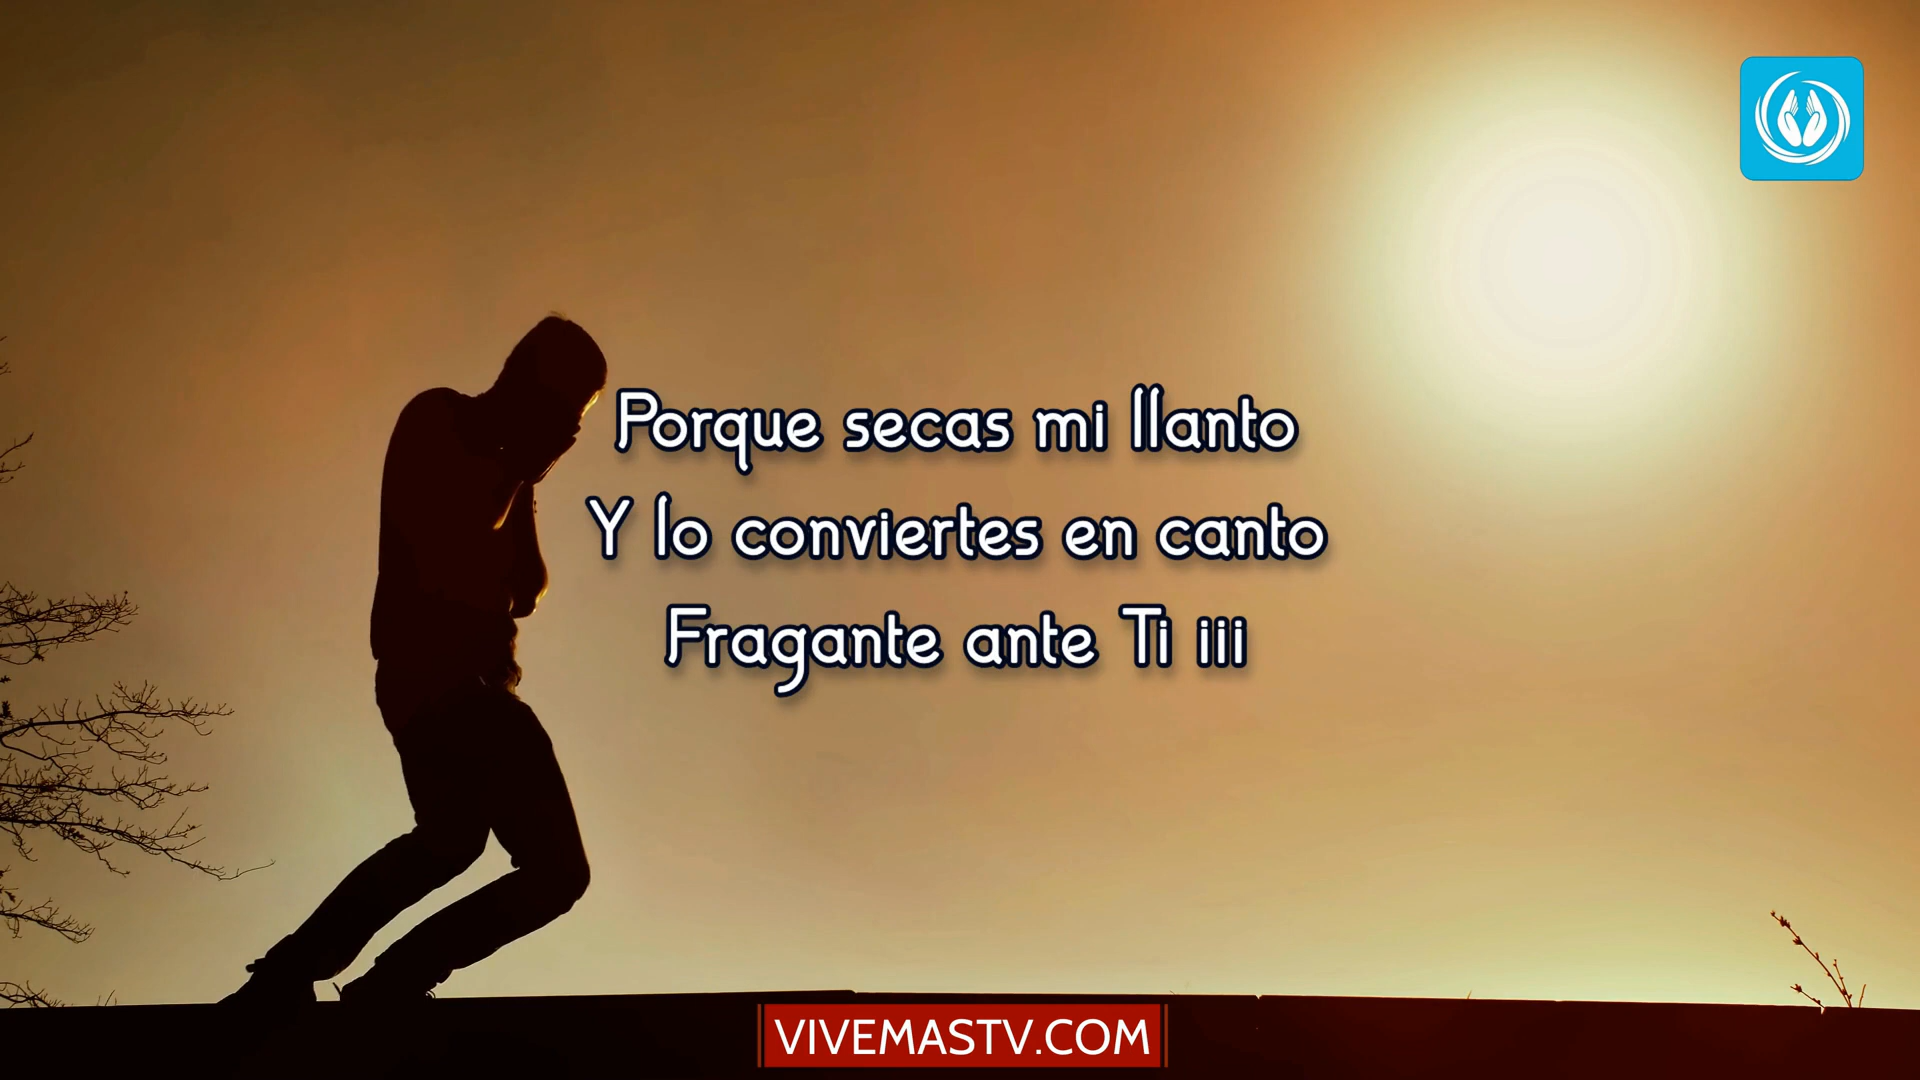 Porque secas mi llanto
Y lo conviertes en canto
Fragante ante Ti iii
VIVEMASTV.COM